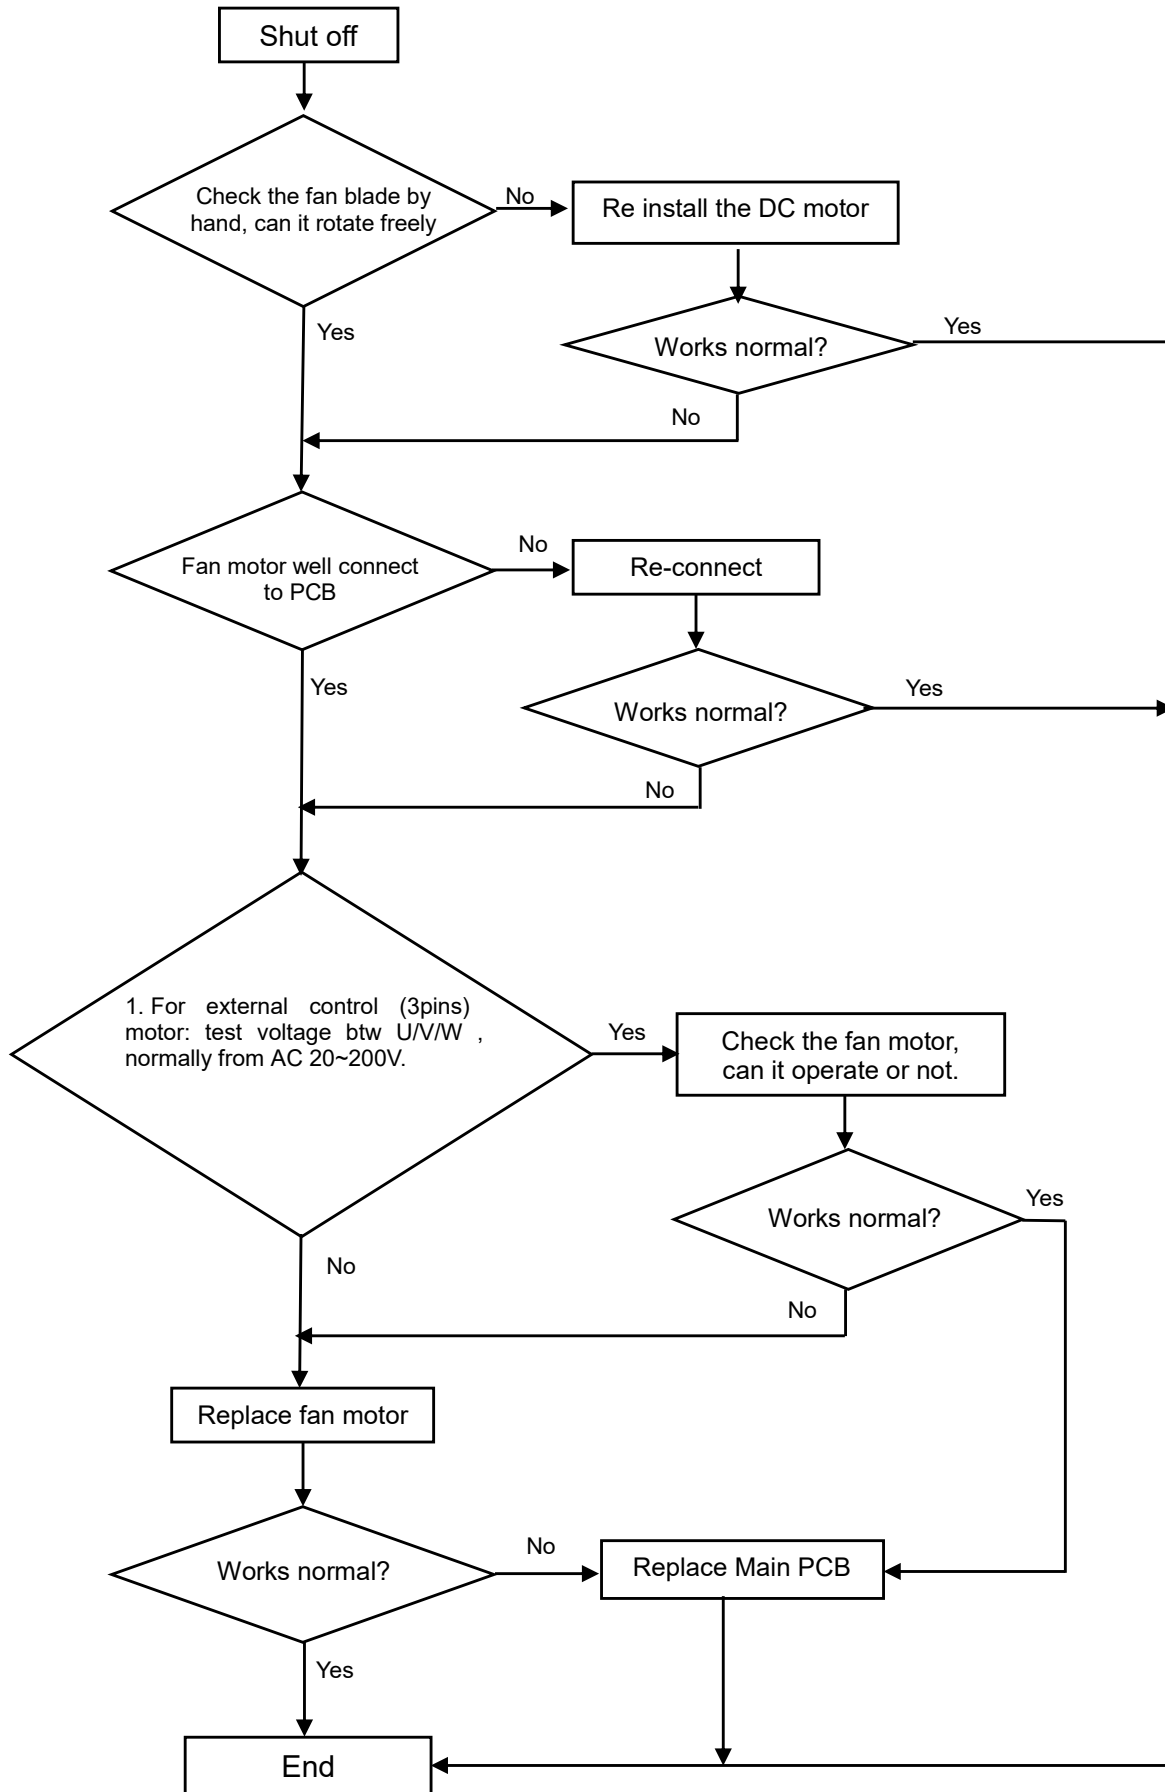 Shut off
Check the fan blade by
hand, can it rotate freely
No
Re install the DC motor
Yes
Works normal?
Yes
No
Fan motor well connect
to PCB
No
Re-connect
Yes
Works normal?
Yes
No
1. For external control (3pins)
motor: test voltage btw U/V/W ,
normally from AC 20~200V.
Yes
Check the fan motor,
can it operate or not.
Works normal?
Yes
No
No
Replace fan motor
Works normal?
No
Replace Main PCB
Yes
End